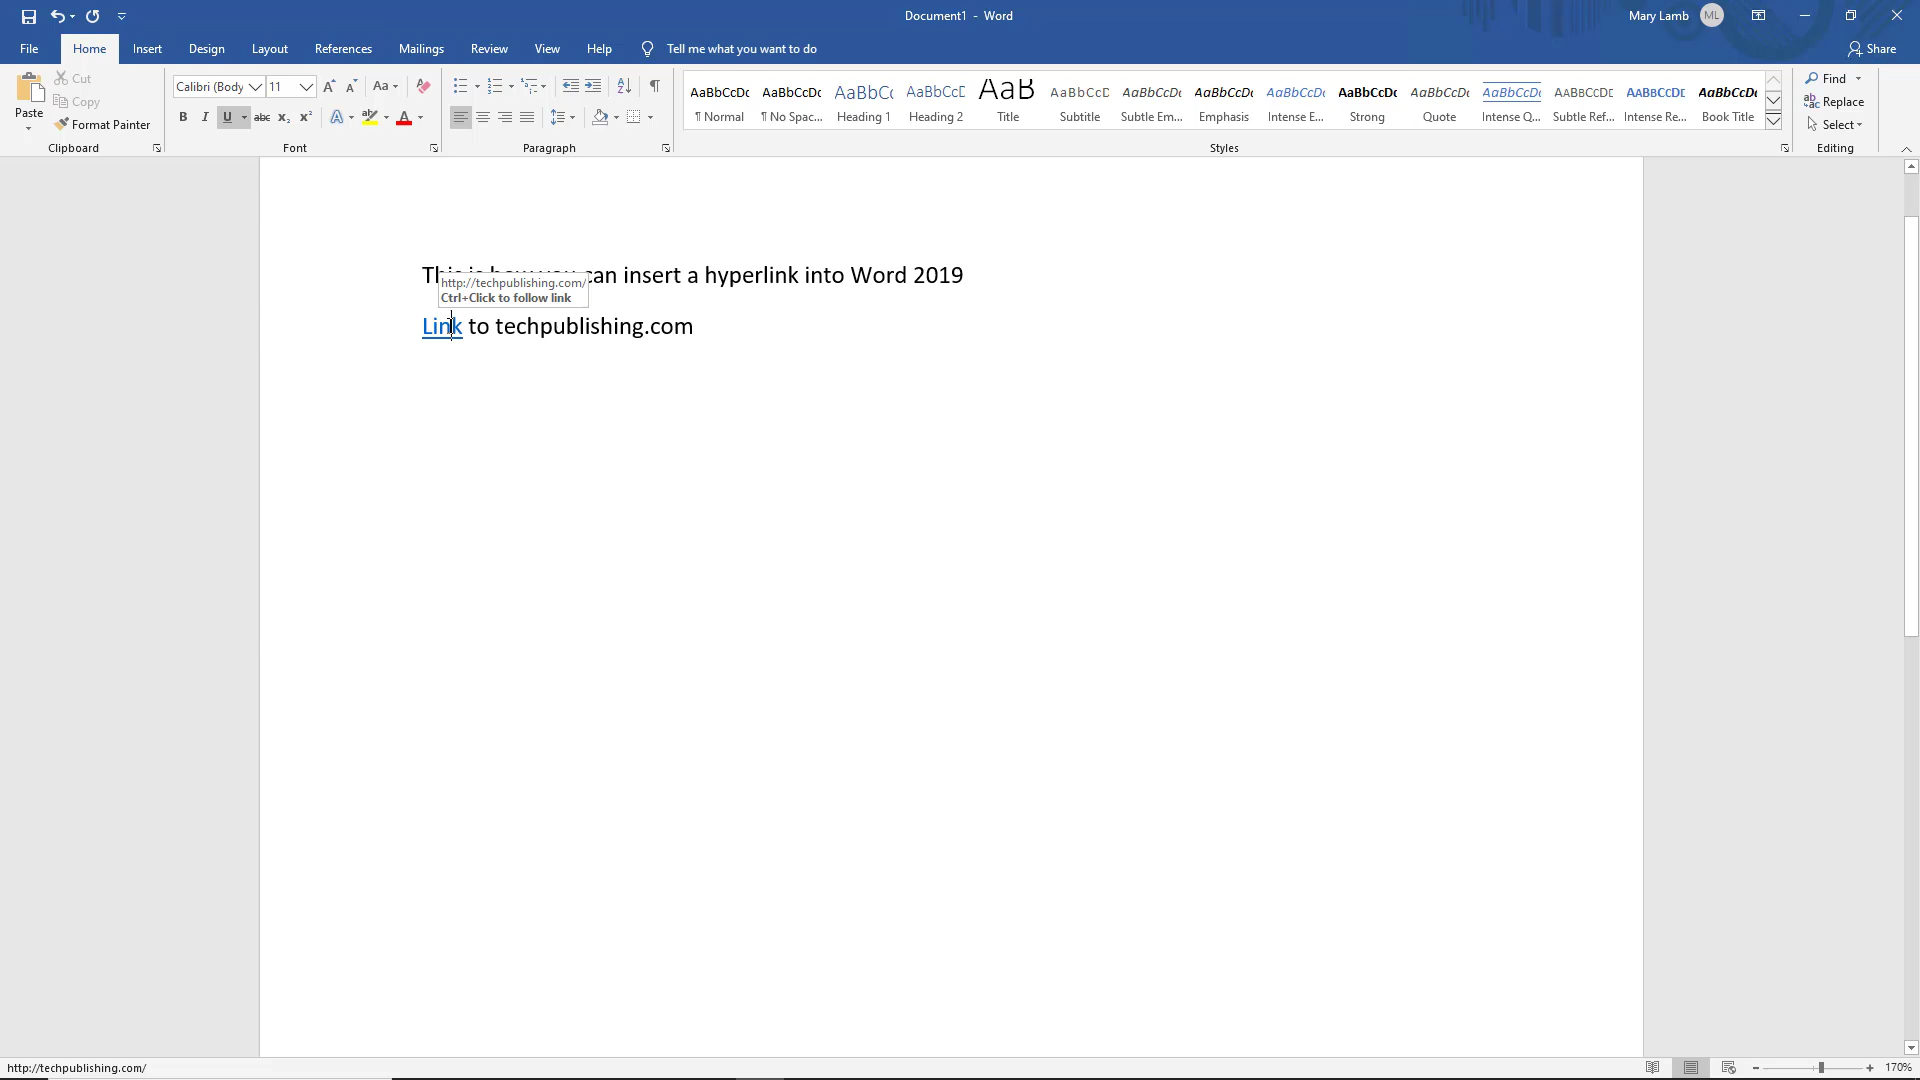 Document1 - Word
Mary Lamb ML
File Home Insert Design Layout References Mailings Review View Help Tell me what you want to do Share
Paste
Cut
Copy
Format Painter
Clipboard
Calibri (Body 11
Font
Paragraph
AaBbCcDc AaBbCcDc AaBbCc AaBbCcD AaB AaBbCcD AaBbCcDc AaBbCcDc AaBbCcDc AaBbCcDc AaBbCcDc AaBbCcDc AABBCCDE AABBCCDE AaBbCcDc
¶ Normal ¶ No Spac... Heading 1 Heading 2 Title Subtitle Subtle Em... Emphasis Intense E... Strong Quote Intense Q... Subtle Ref... Intense Re... Book Title
Styles
Find
Replace
Select
Editing
This is how you can insert a hyperlink into Word 2019
http://techpublishing.com/
Ctrl+Click to follow link
Link to techpublishing.com
http://techpublishing.com/
170%